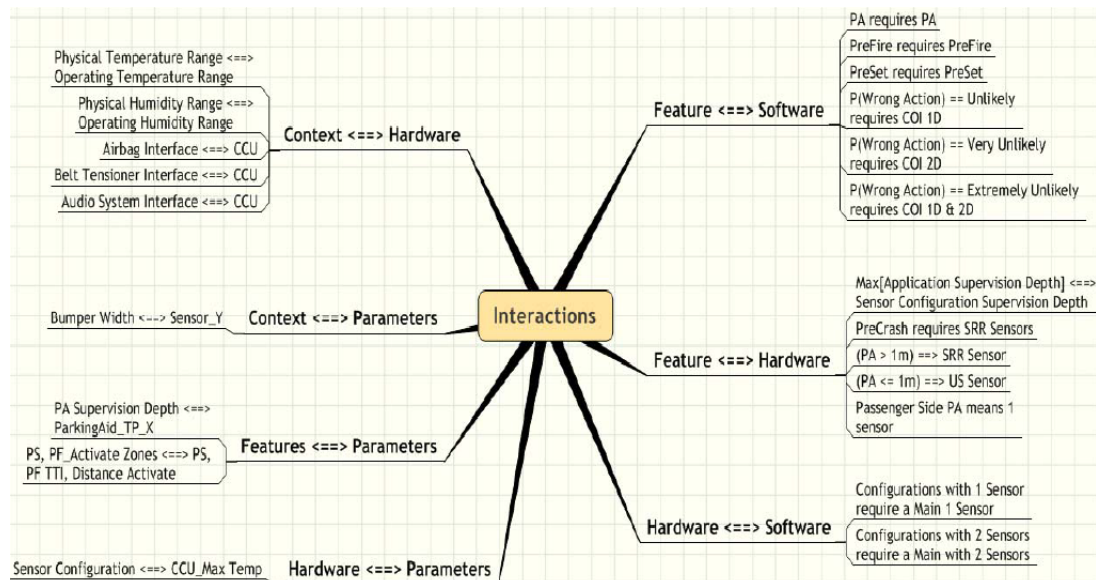 Physical Temperature Range <==>
Operating Temperature Range
Physical Humidity Range <==>
Operating Humidity Range
Airbag Interface <==> CCU
Belt Tensioner Interface <==> CCU
Audio System Interface <==> CCU
Context <==> Hardware
Bumper Width <--> Sensor_Y
Context <==> Parameters
PA Supervision Depth <==>
ParkingAid_TP_X
PS, PF_Activate Zones <==> PS,
PF TTI, Distance Activate
Features <==> Parameters
Sensor Configuration <==> CCU_Max Temp
Hardware <==> Parameters
Interactions
Feature <==> Software
PA requires PA
PreFire requires PreFire
PreSet requires PreSet
P(Wrong Action) == Unlikely
requires COI 1D
P(Wrong Action) == Very Unlikely
requires COI 2D
P(Wrong Action) == Extremely Unlikely
requires COI 1D & 2D
Feature <==> Hardware
Max[Application Supervision Depth] <==>
Sensor Configuration Supervision Depth
PreCrash requires SRR Sensors
(PA > 1m) ==> SRR Sensor
(PA <= 1m) ==> US Sensor
Passenger Side PA means 1
sensor
Hardware <==> Software
Configurations with 1 Sensor
require a Main 1 Sensor
Configurations with 2 Sensors
require a Main with 2 Sensors